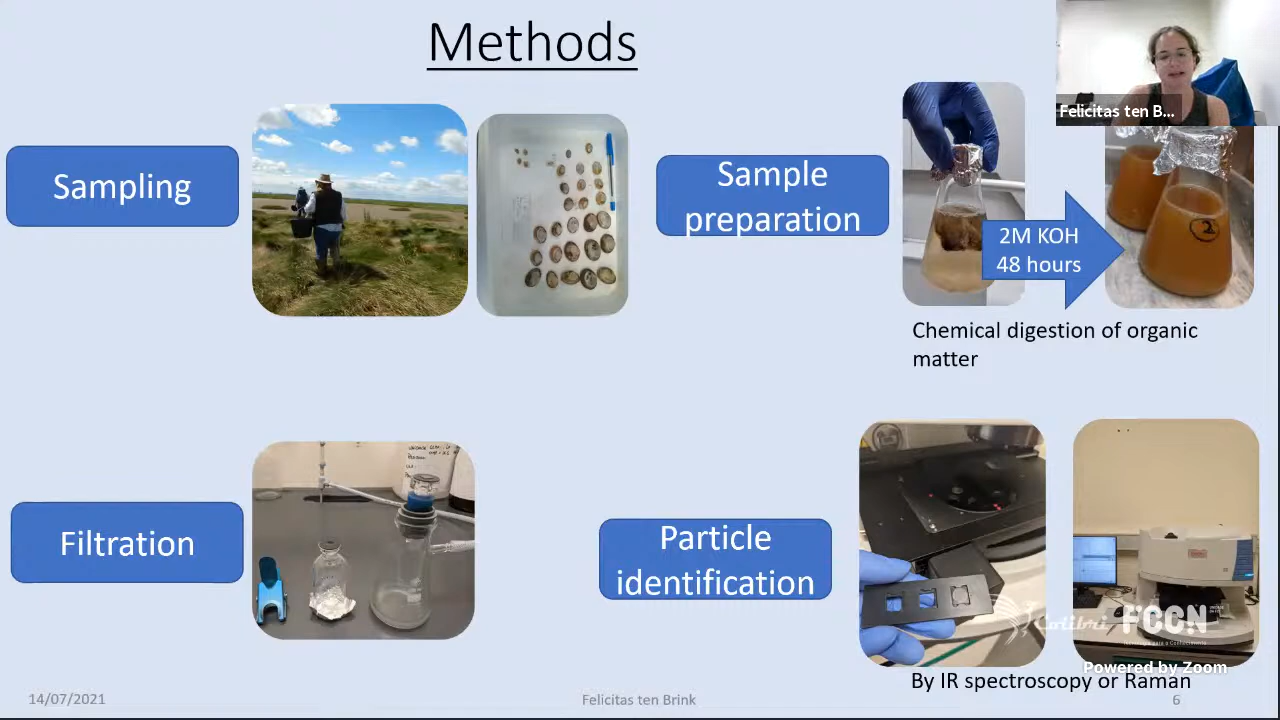 Methods
Felicitas ten B...
Sampling
Sample
preparation
2M KOH
48 hours
Chemical digestion of organic
matter
Filtration
Particle
identification
Colibri
FCCN
Powered by Zoom
By IR spectroscopy or Raman
14/07/2021
Felicitas ten Brink
6